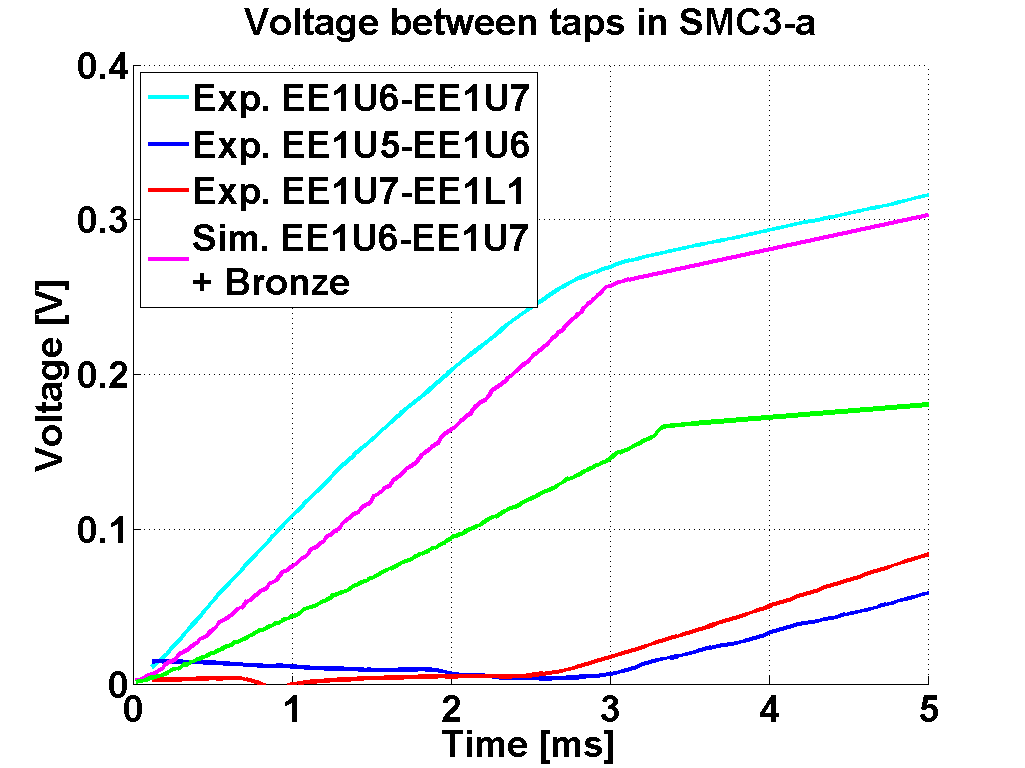 Voltage between taps in SMC3-a
0.4
Exp. EE1U6-EE1U7
Exp. EE1U5-EE1U6
Exp. EE1U7-EE1L1
Sim. EE1U6-EE1U7
+ Bronze
0.3
0.2
0.1
0
Voltage [V]
0 1 2 3 4 5
Time [ms]